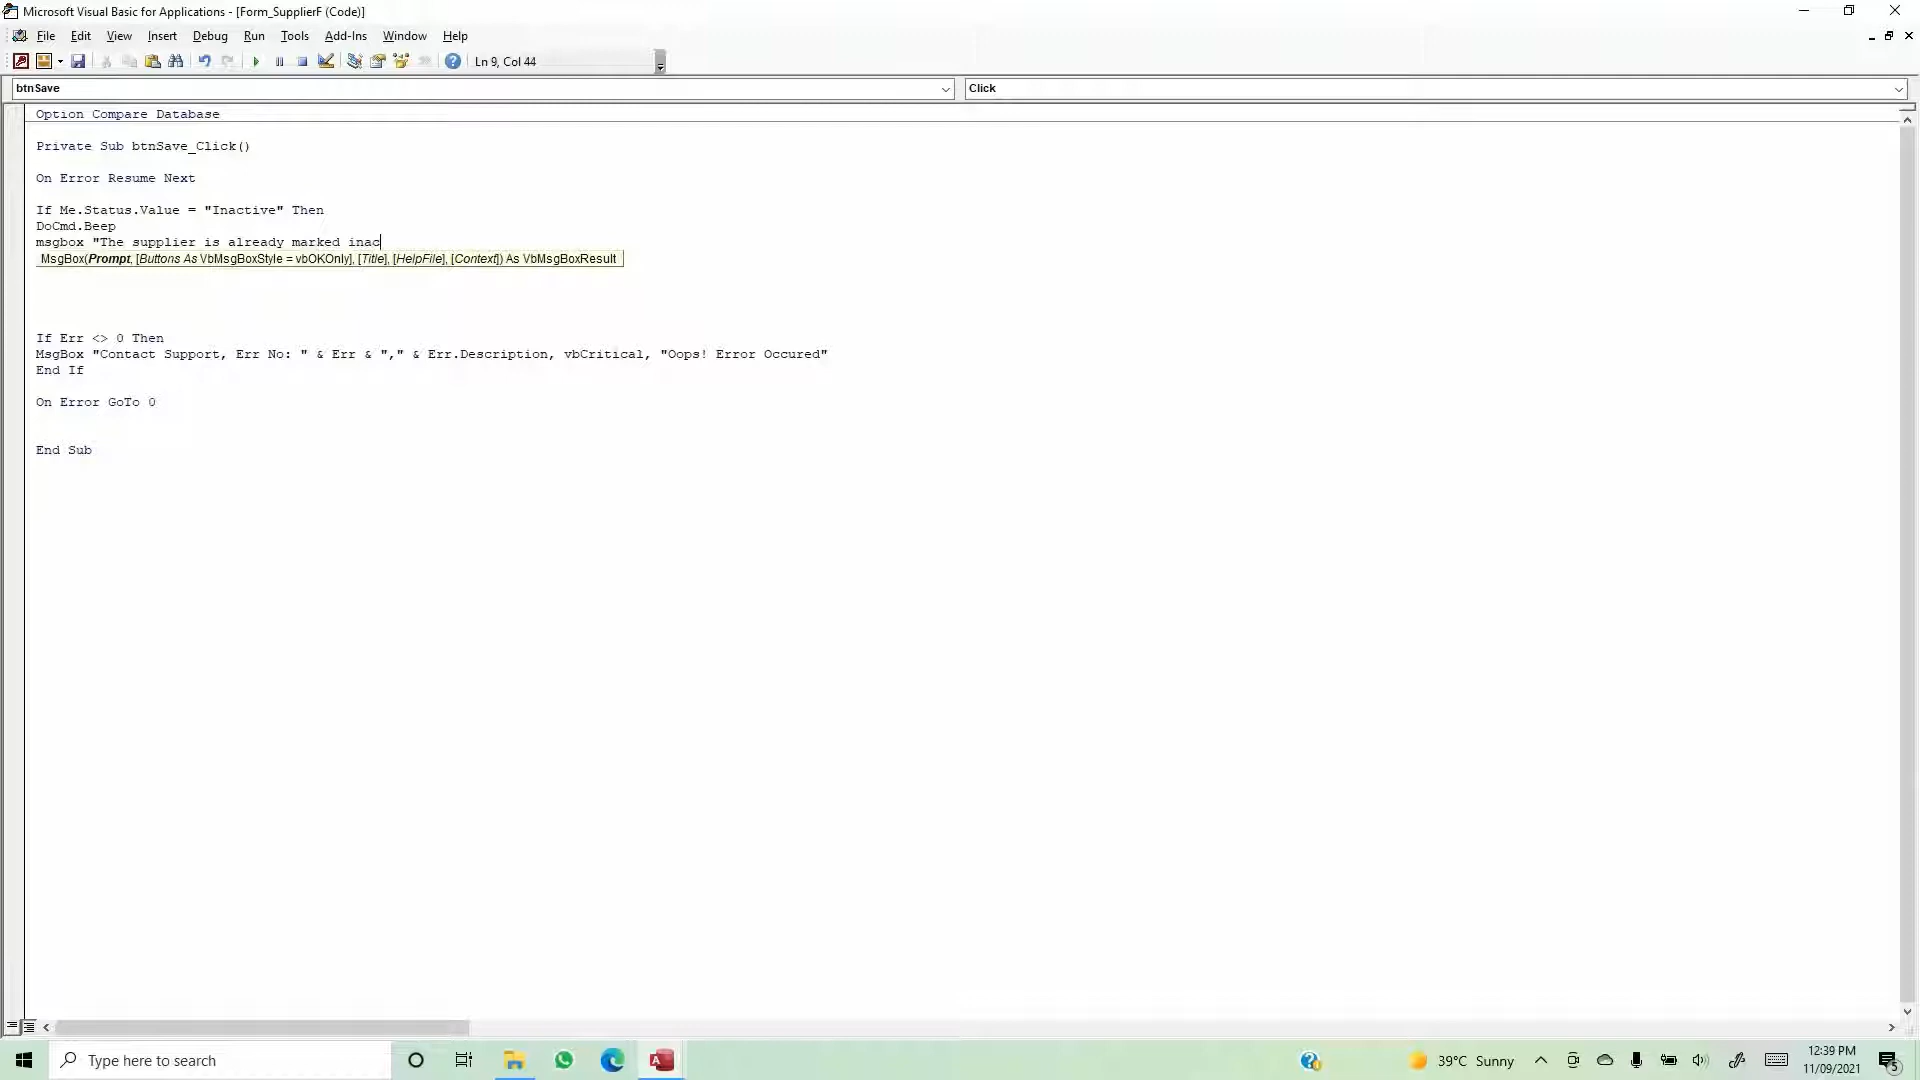 Microsoft Visual Basic for Applications - [Form_SupplierF (Code)]
File Edit View Insert Debug Run Tools Add-Ins Window Help
Ln 9, Col 44
btnSave Click
Option Compare Database
Private Sub btnSave_Click()
On Error Resume Next
If Me.Status.Value = "Inactive" Then
DoCmd.Beep
msgbox "The supplier is already marked inac
MsgBox(Prompt, [Buttons As VbMsgBoxStyle = vbOKOnly], [Title], [HelpFile], [Context]) As VbMsgBoxResult
If Err <> 0 Then
MsgBox "Contact Support, Err No: " & Err & "," & Err.Description, vbCritical, "Oops! Error Occured"
End If
On Error GoTo 0
End Sub
Type here to search
39°C Sunny
12:39 PM
11/09/2021
5